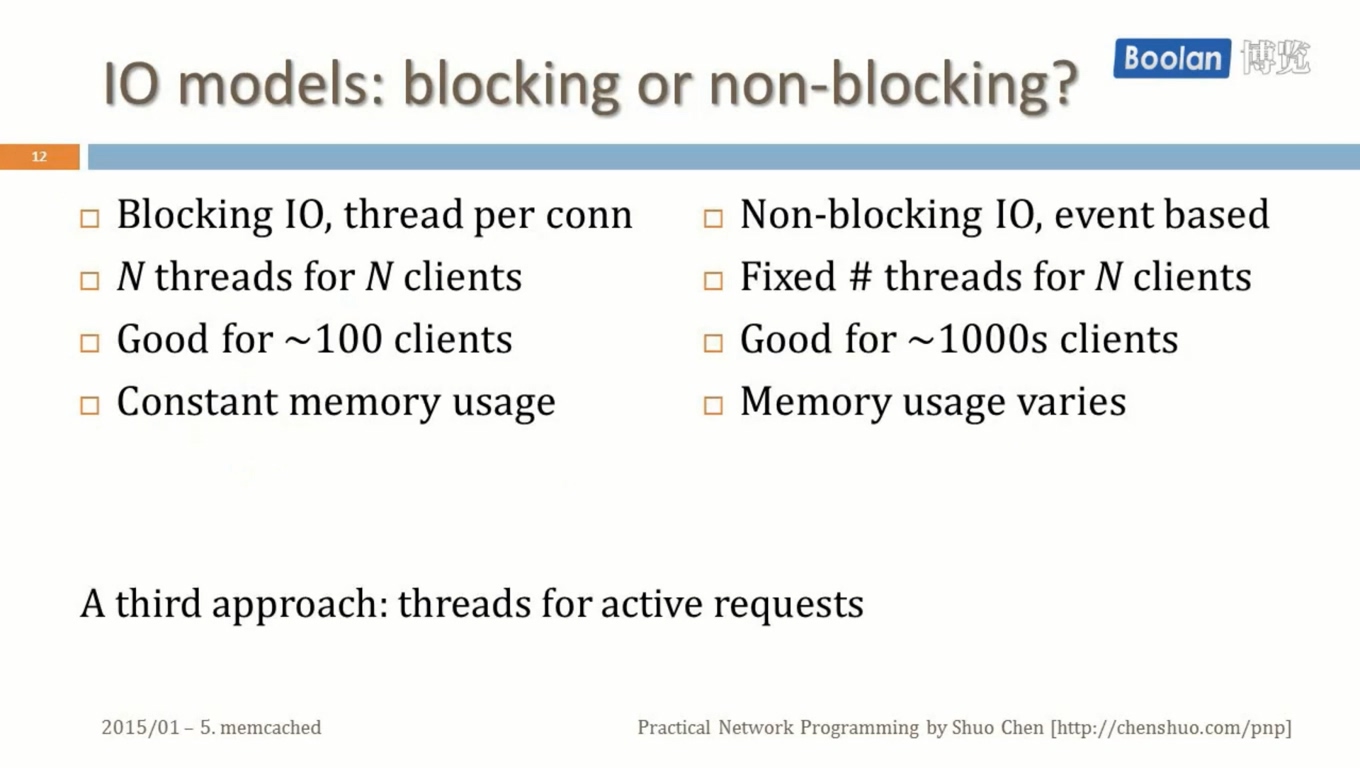 IO models: blocking or non-blocking?
Boolan 博览
12
Blocking IO, thread per conn
N threads for N clients
Good for ~100 clients
Constant memory usage
Non-blocking IO, event based
Fixed # threads for N clients
Good for ~1000s clients
Memory usage varies
A third approach: threads for active requests
2015/01 – 5. memcached
Practical Network Programming by Shuo Chen [http://chenshuo.com/pnp]